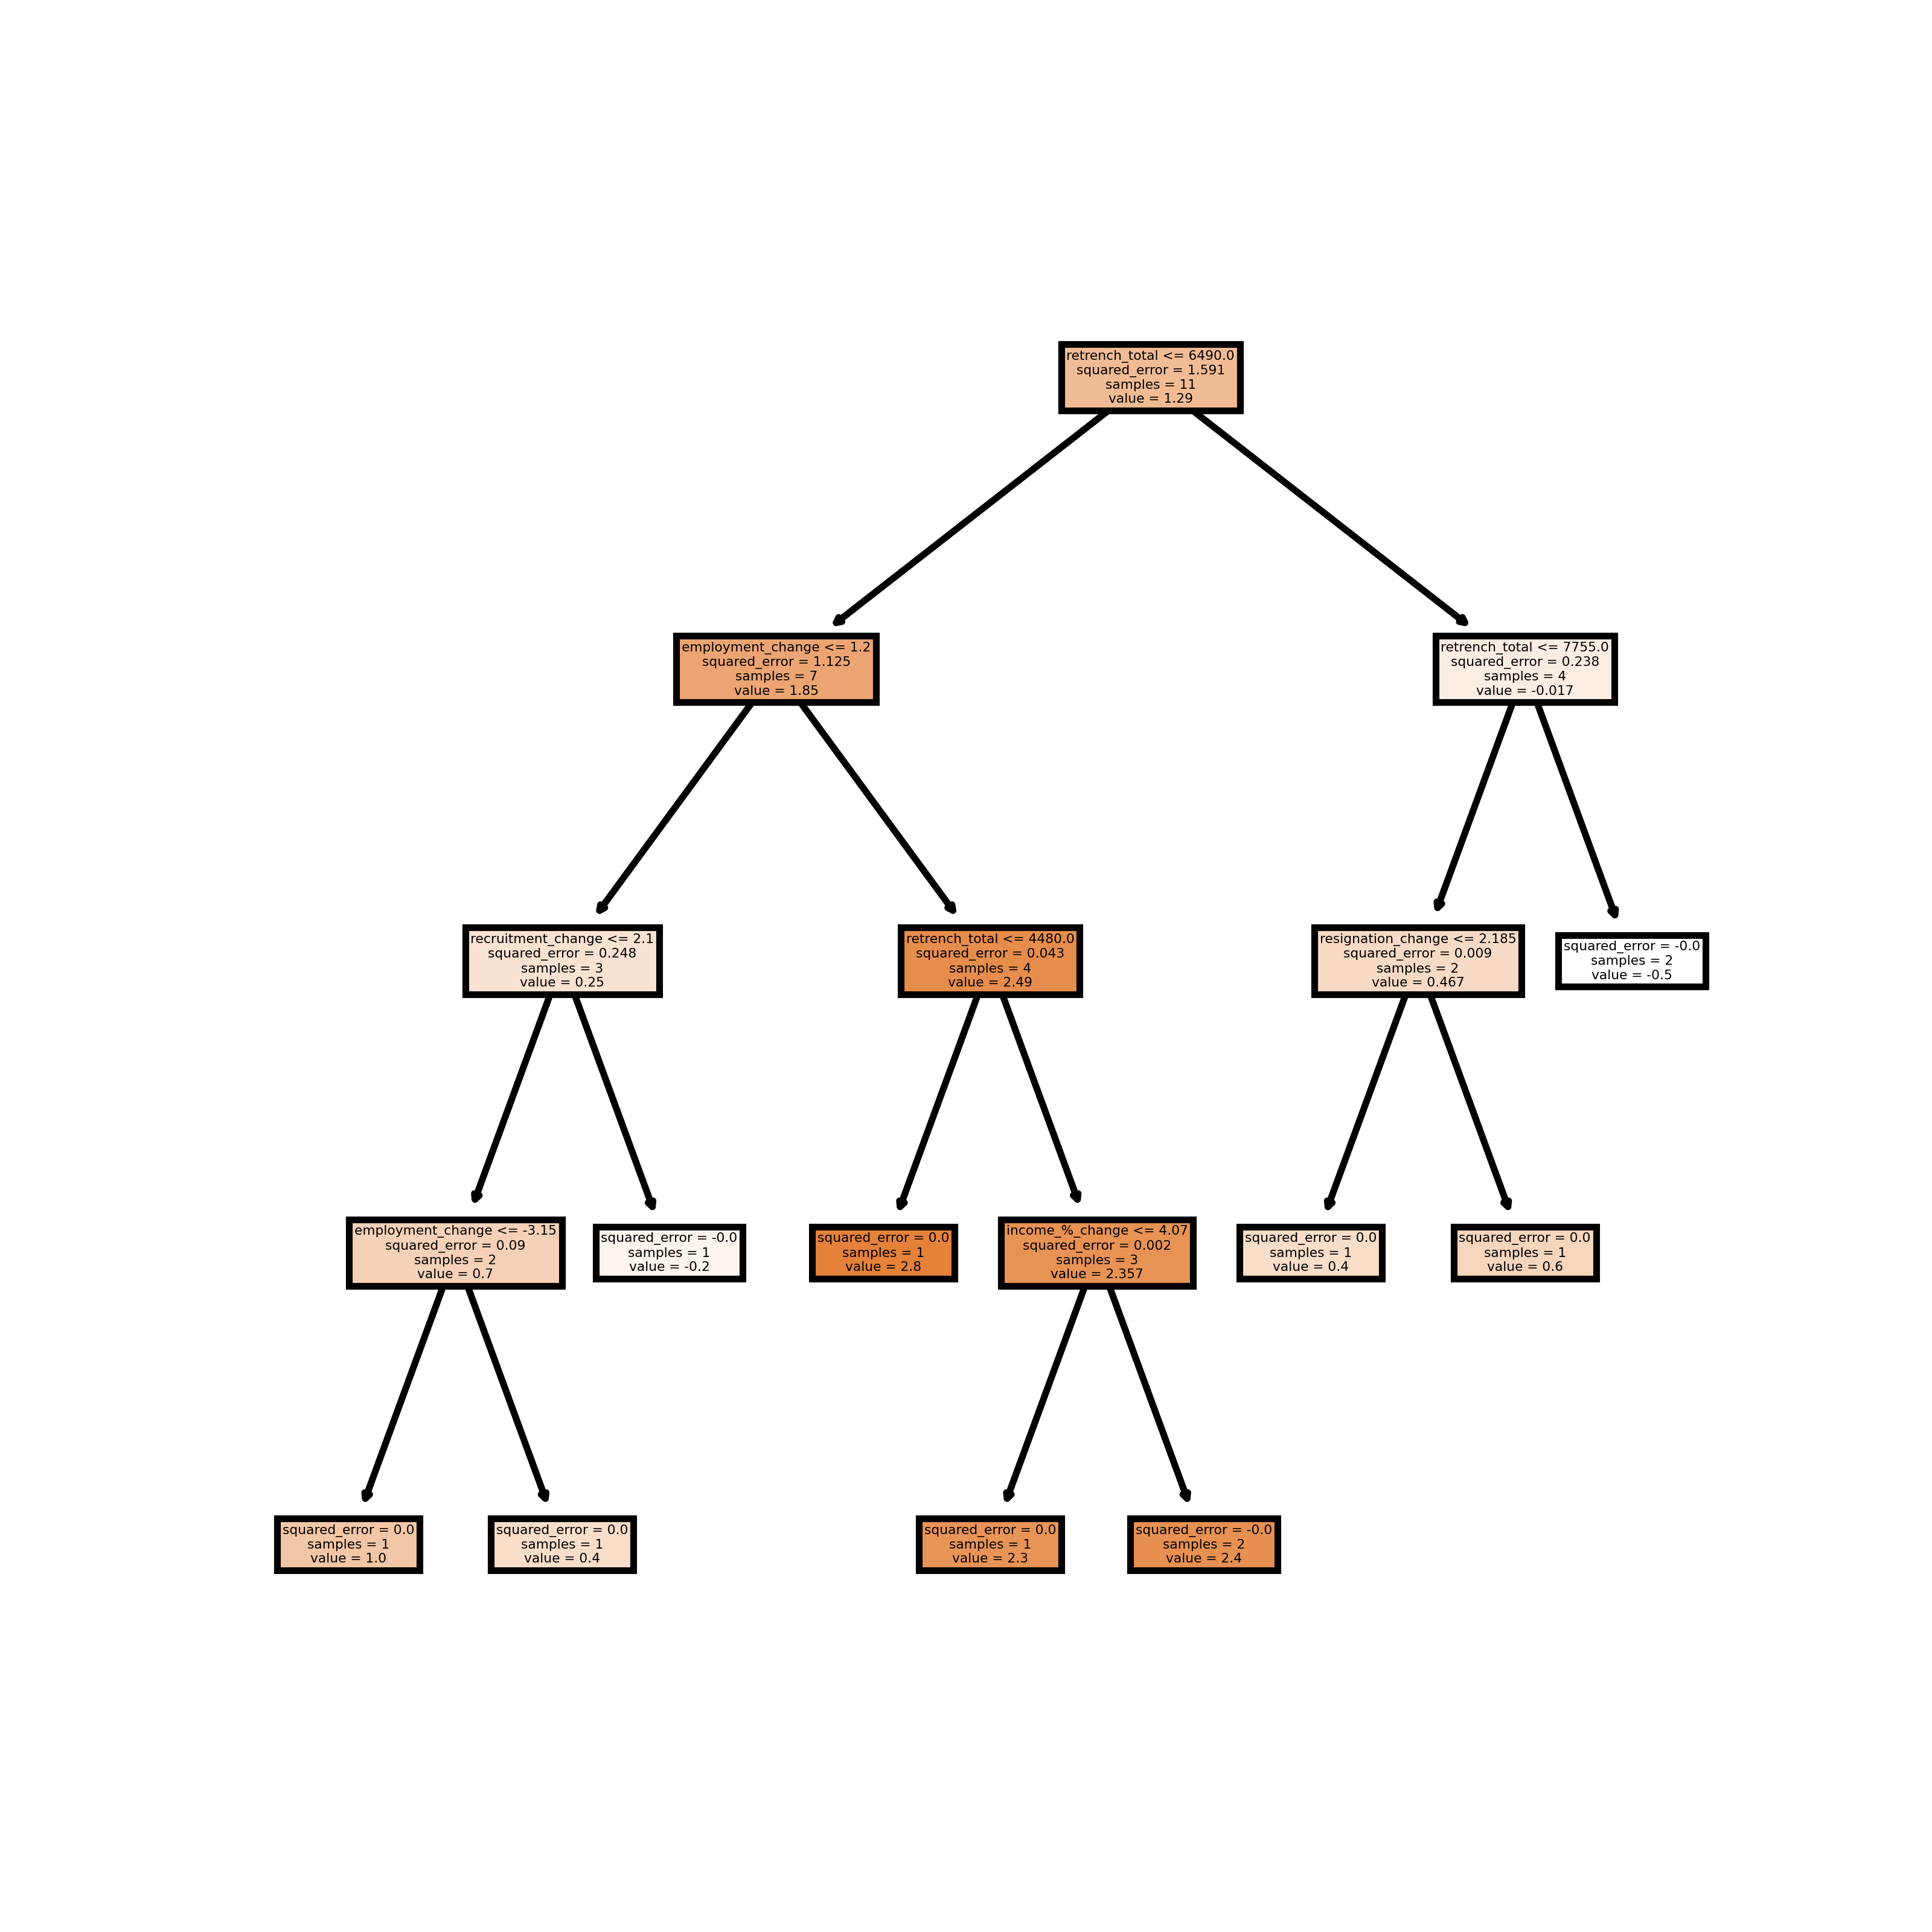 retrench_total <= 6490.0
squared_error = 1.591
samples = 11
value = 1.29
employment_change <= 1.2
squared_error = 1.125
samples = 7
value = 1.85
retrench_total <= 7755.0
squared_error = 0.238
samples = 4
value = -0.017
recruitment_change <= 2.1
squared_error = 0.248
samples = 3
value = 0.25
retrench_total <= 4480.0
squared_error = 0.043
samples = 4
value = 2.49
resignation_change <= 2.185
squared_error = 0.009
samples = 2
value = 0.467
squared_error = -0.0
samples = 2
value = -0.5
employment_change <= -3.15
squared_error = 0.09
samples = 2
value = 0.7
squared_error = -0.0
samples = 1
value = -0.2
squared_error = 0.0
samples = 1
value = 2.8
income_%_change <= 4.07
squared_error = 0.002
samples = 3
value = 2.357
squared_error = 0.0
samples = 1
value = 0.4
squared_error = 0.0
samples = 1
value = 0.6
squared_error = 0.0
samples = 1
value = 1.0
squared_error = 0.0
samples = 1
value = 0.4
squared_error = 0.0
samples = 1
value = 2.3
squared_error = -0.0
samples = 2
value = 2.4